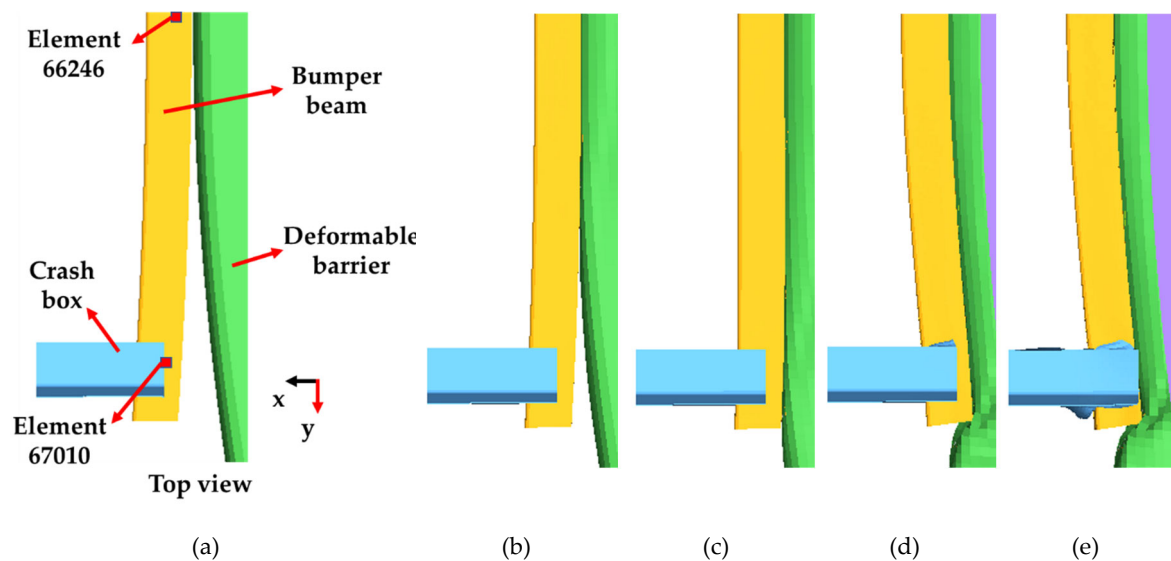 Element
66246
Bumper
beam
Deformable
barrier
Crash
box
x
y
Element
67010
Top view
(a)
(b)
(c)
(d)
(e)